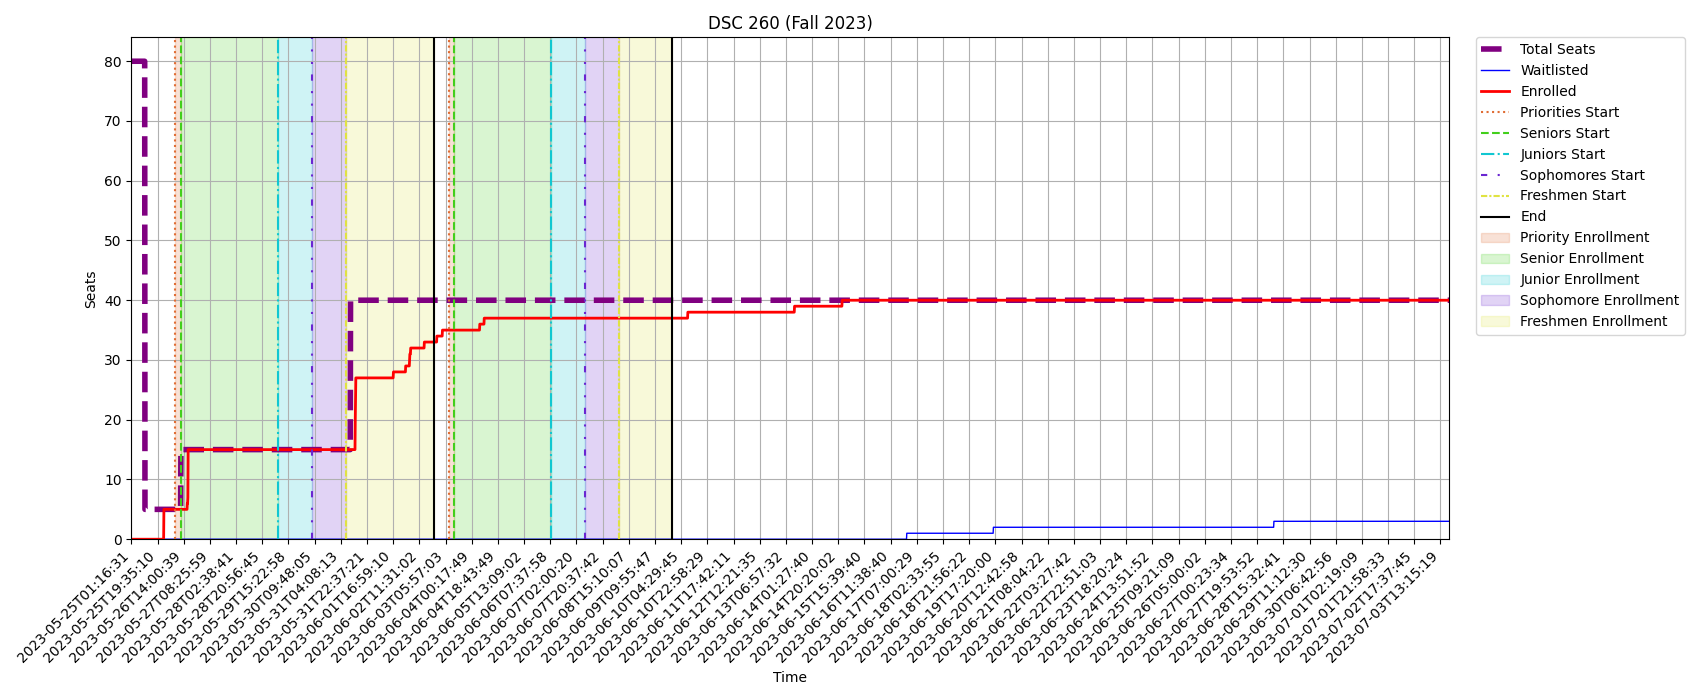 DSC 260 (Fall 2023)
Seats
80
70
60
50
40
30
20
10
0
2023-05-25T01:16:31
2023-05-25T19:35:10
2023-05-26T14:00:39
2023-05-27T08:25:59
2023-05-28T02:38:41
2023-05-28T20:56:45
2023-05-29T15:22:58
2023-05-30T09:48:05
2023-05-31T04:08:13
2023-05-31T22:37:21
2023-06-01T16:59:10
2023-06-02T11:31:02
2023-06-03T05:57:03
2023-06-04T00:17:49
2023-06-04T18:43:49
2023-06-05T13:09:02
2023-06-06T07:37:58
2023-06-07T02:00:20
2023-06-07T20:37:42
2023-06-08T15:10:07
2023-06-09T09:55:47
2023-06-10T04:29:45
2023-06-10T22:58:29
2023-06-11T17:42:11
2023-06-12T12:21:35
2023-06-13T06:57:32
2023-06-14T01:27:40
2023-06-14T20:20:02
2023-06-15T15:39:40
2023-06-16T11:38:40
2023-06-17T07:00:29
2023-06-18T02:33:55
2023-06-18T21:56:22
2023-06-19T17:20:00
2023-06-20T12:42:58
2023-06-21T08:04:22
2023-06-22T03:27:42
2023-06-22T22:51:03
2023-06-23T18:20:24
2023-06-24T13:51:52
2023-06-25T09:21:09
2023-06-26T05:00:02
2023-06-27T00:23:34
2023-06-27T19:53:52
2023-06-28T15:32:41
2023-06-29T11:12:30
2023-06-30T06:42:56
2023-07-01T02:19:09
2023-07-01T21:58:33
2023-07-02T17:37:45
2023-07-03T13:15:19
Time
Total Seats
Waitlisted
Enrolled
Priorities Start
Seniors Start
Juniors Start
Sophomores Start
Freshmen Start
End
Priority Enrollment
Senior Enrollment
Junior Enrollment
Sophomore Enrollment
Freshmen Enrollment